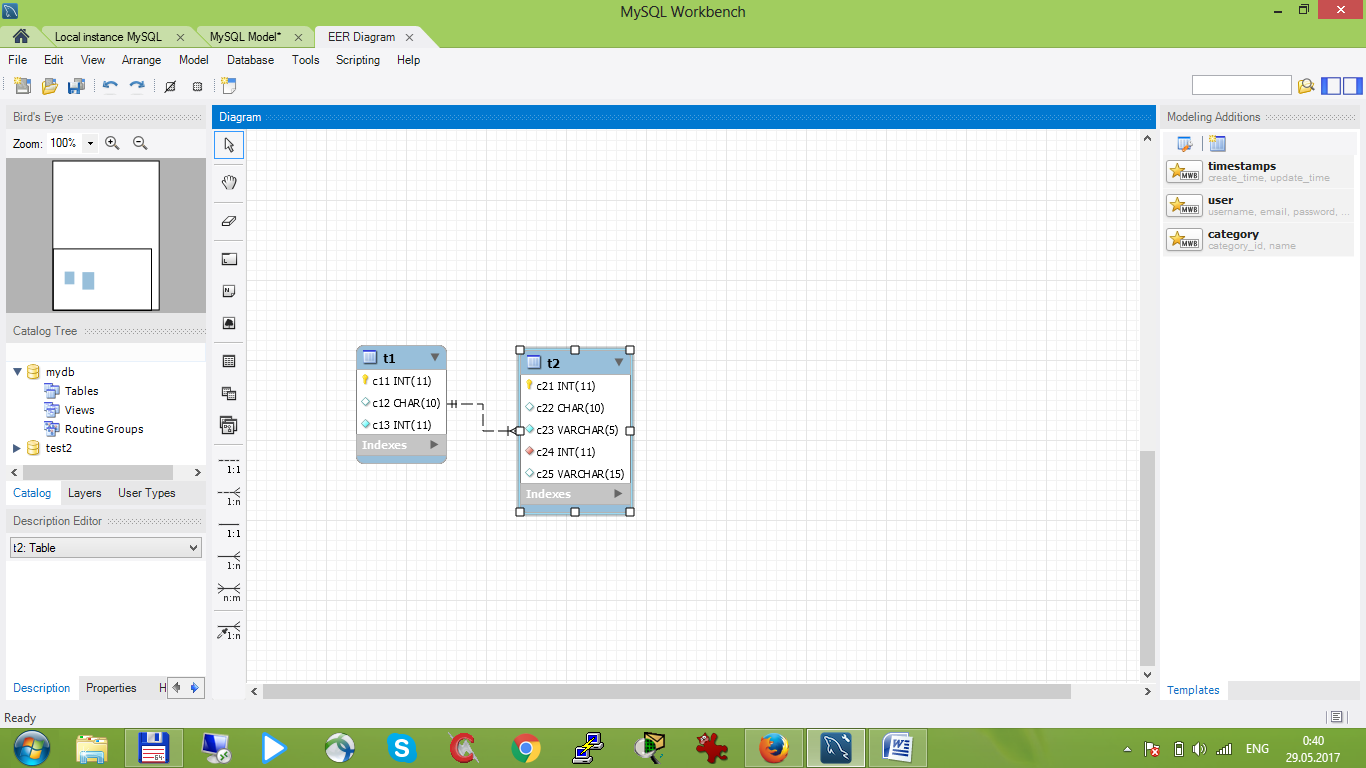 MySQL Workbench
Local instance MySQL
MySQL Model*
EER Diagram
File Edit View Arrange Model Database Tools Scripting Help
Bird's Eye
Zoom: 100%
Diagram
Modeling Additions
timestamps
create_time, update_time
user
username, email, password, ...
category
category_id, name
Catalog Tree
mydb
Tables
Views
Routine Groups
test2
Catalog Layers User Types
Description Editor
t2: Table
Description Properties H
1:1
1:n
1:1
1:n
n:m
1:n
t1
c11 INT(11)
c12 CHAR(10)
c13 INT(11)
Indexes
t2
c21 INT(11)
c22 CHAR(10)
c23 VARCHAR(5)
c24 INT(11)
c25 VARCHAR(15)
Indexes
Templates
Ready
ENG
0:40
29.05.2017